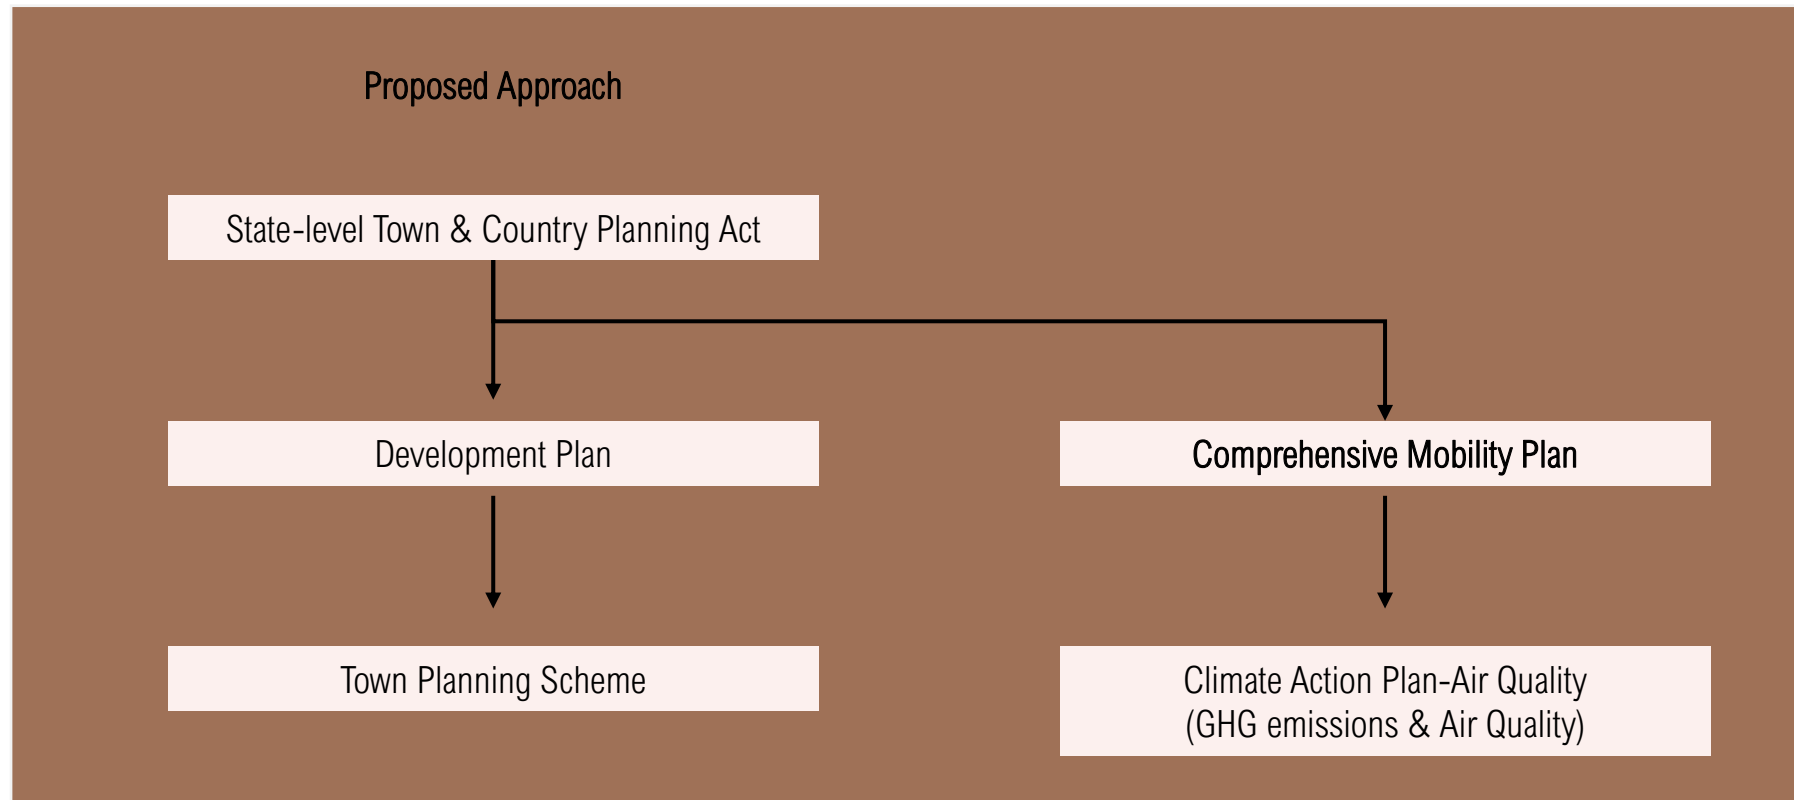 Proposed Approach
State-level Town & Country Planning Act
Development Plan
Comprehensive Mobility Plan
Town Planning Scheme
Climate Action Plan-Air Quality
(GHG emissions & Air Quality)